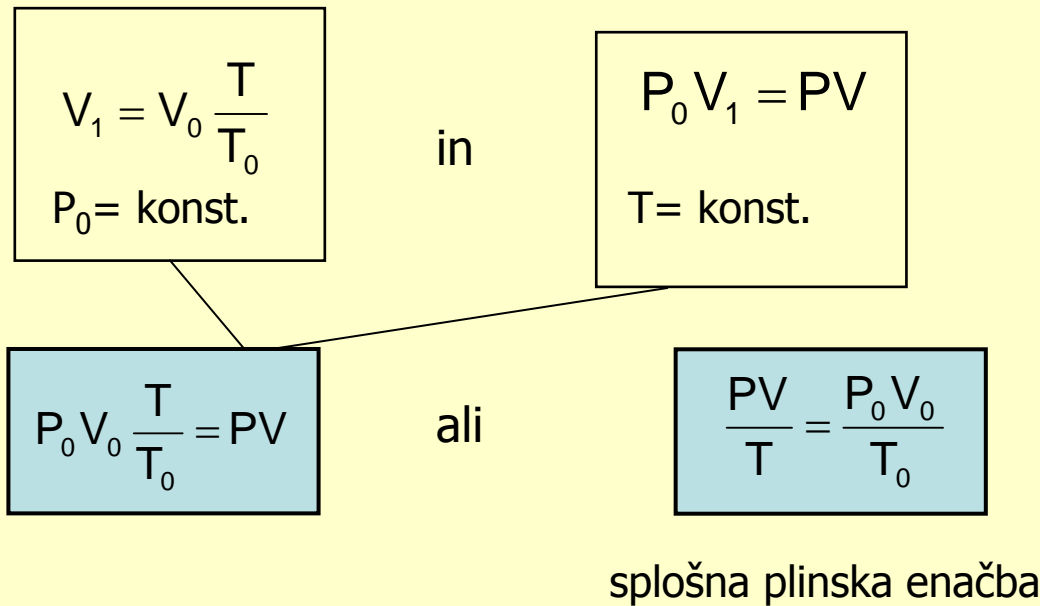 V₁ = V₀ T/T₀
P₀= konst.
in
P₀V₁ = PV
T= konst.
P₀V₀ T/T₀ = PV
ali
PV/T = P₀V₀/T₀
splošna plinska enačba